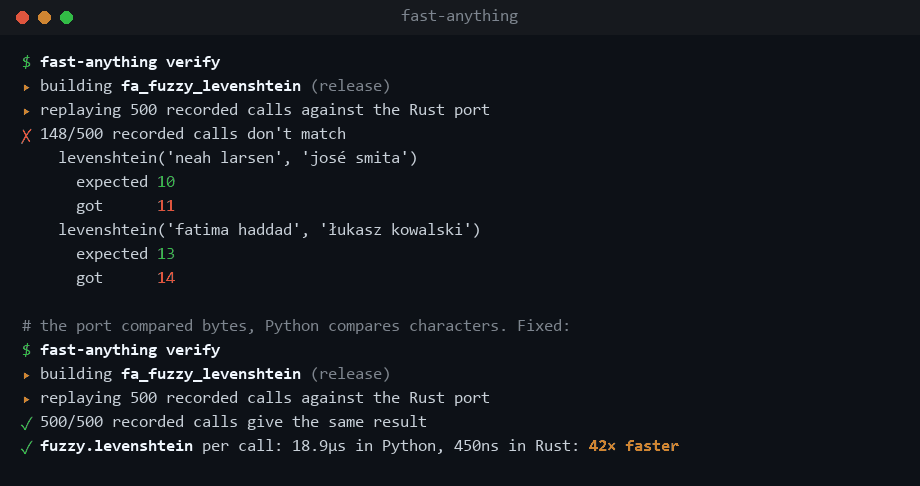 fast-anything
$ fast-anything verify
▸ building fa_fuzzy_levenshtein (release)
▸ replaying 500 recorded calls against the Rust port
✗ 148/500 recorded calls don't match
levenshtein('neah larsen', 'josé smita')
expected 10
got 11
levenshtein('fatima haddad', 'łukasz kowalski')
expected 13
got 14
# the port compared bytes, Python compares characters. Fixed:
$ fast-anything verify
▸ building fa_fuzzy_levenshtein (release)
▸ replaying 500 recorded calls against the Rust port
✓ 500/500 recorded calls give the same result
✓ fuzzy.levenshtein per call: 18.9µs in Python, 450ns in Rust: 42× faster